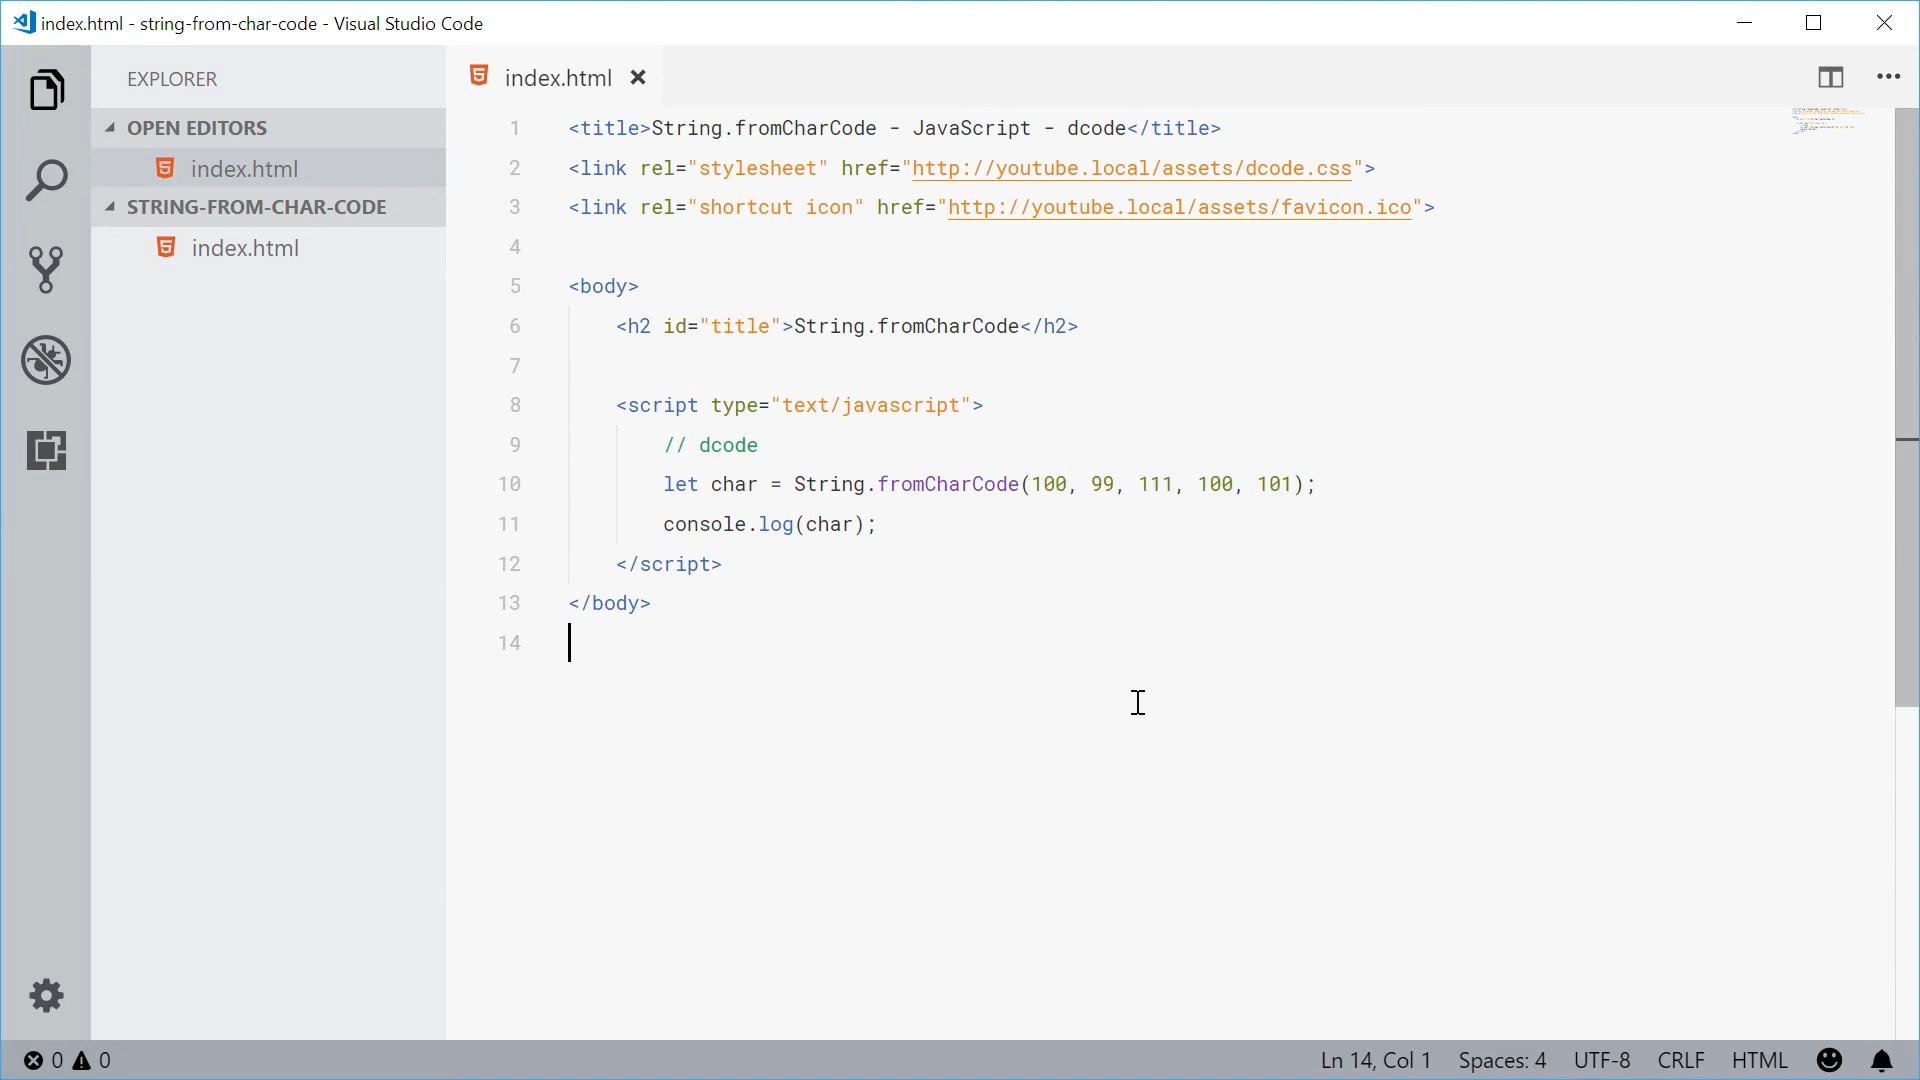 index.html - string-from-char-code - Visual Studio Code
EXPLORER
OPEN EDITORS
index.html
STRING-FROM-CHAR-CODE
index.html
index.html
1 <title>String.fromCharCode - JavaScript - dcode</title>
2 <link rel="stylesheet" href="http://youtube.local/assets/dcode.css">
3 <link rel="shortcut icon" href="http://youtube.local/assets/favicon.ico">
4
5 <body>
6     <h2 id="title">String.fromCharCode</h2>
7
8     <script type="text/javascript">
9         // dcode
10         let char = String.fromCharCode(100, 99, 111, 100, 101);
11         console.log(char);
12     </script>
13 </body>
14
0 0 Ln 14, Col 1 Spaces: 4 UTF-8 CRLF HTML